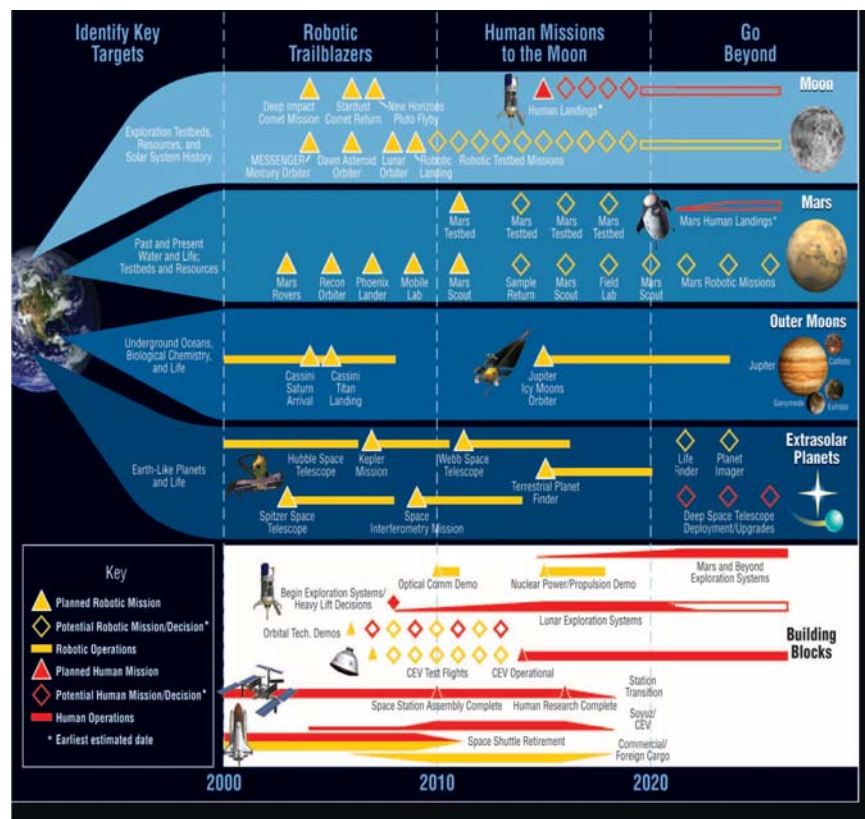 Identify Key
Targets
Robotic
Trailblazers
Human Missions
to the Moon
Go
Beyond
Moon
Exploration Testbeds,
Resources, and
Solar System History
Deep Impact
Comet Mission
Stardust
Comet Return
New Horizons
Pluto Flyby
Human Landings*
MESSENGER
Mercury Orbiter
Dawn Asteroid
Orbiter
Lunar
Orbiter
Robotic
Landing
Robotic Testbed Missions
Mars
Past and Present
Water and Life;
Testbeds and Resources
Mars
Testbed
Mars
Testbed
Mars
Testbed
Mars
Testbed
Mars Human Landings*
Mars
Rovers
Recon
Orbiter
Phoenix
Lander
Mobile
Lab
Mars
Scout
Sample
Return
Mars
Scout
Field
Lab
Mars
Scout
Mars Robotic Missions
Outer Moons
Underground Oceans,
Biological Chemistry,
and Life
Cassini
Saturn
Arrival
Cassini
Titan
Landing
Jupiter
Icy Moons
Orbiter
Jupiter
Callisto
Ganymede
Europa
Extrasolar
Planets
Earth-Like Planets
and Life
Hubble Space
Telescope
Kepler
Mission
Webb Space
Telescope
Terrestrial Planet
Finder
Life
Finder
Planet
Imager
Spitzer Space
Telescope
Space
Interferometry Mission
Deep Space Telescope
Deployment/Upgrades
Key
Planned Robotic Mission
Potential Robotic Mission/Decision*
Robotic Operations
Planned Human Mission
Potential Human Mission/Decision*
Human Operations
* Earliest estimated date
Optical Comm Demo
Nuclear Power/Propulsion Demo
Mars and Beyond
Exploration Systems
Begin Exploration Systems/
Heavy Lift Decisions
Lunar Exploration Systems
Orbital Tech. Demos
Building
Blocks
CEV Test Flights
CEV Operational
Space Station Assembly Complete
Human Research Complete
Station
Transition
Soyuz/
CEV
Space Shuttle Retirement
Commercial/
Foreign Cargo
2000
2010
2020